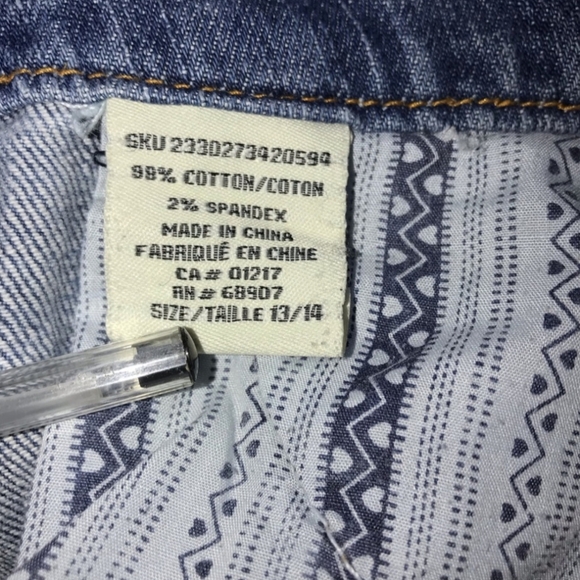 SKU 2330273420594
98% COTTON/COTON
2% SPANDEX
MADE IN CHINA
FABRIQUÉ EN CHINE
CA# 01217
RN# 68907
SIZE/TAILLE 13/14